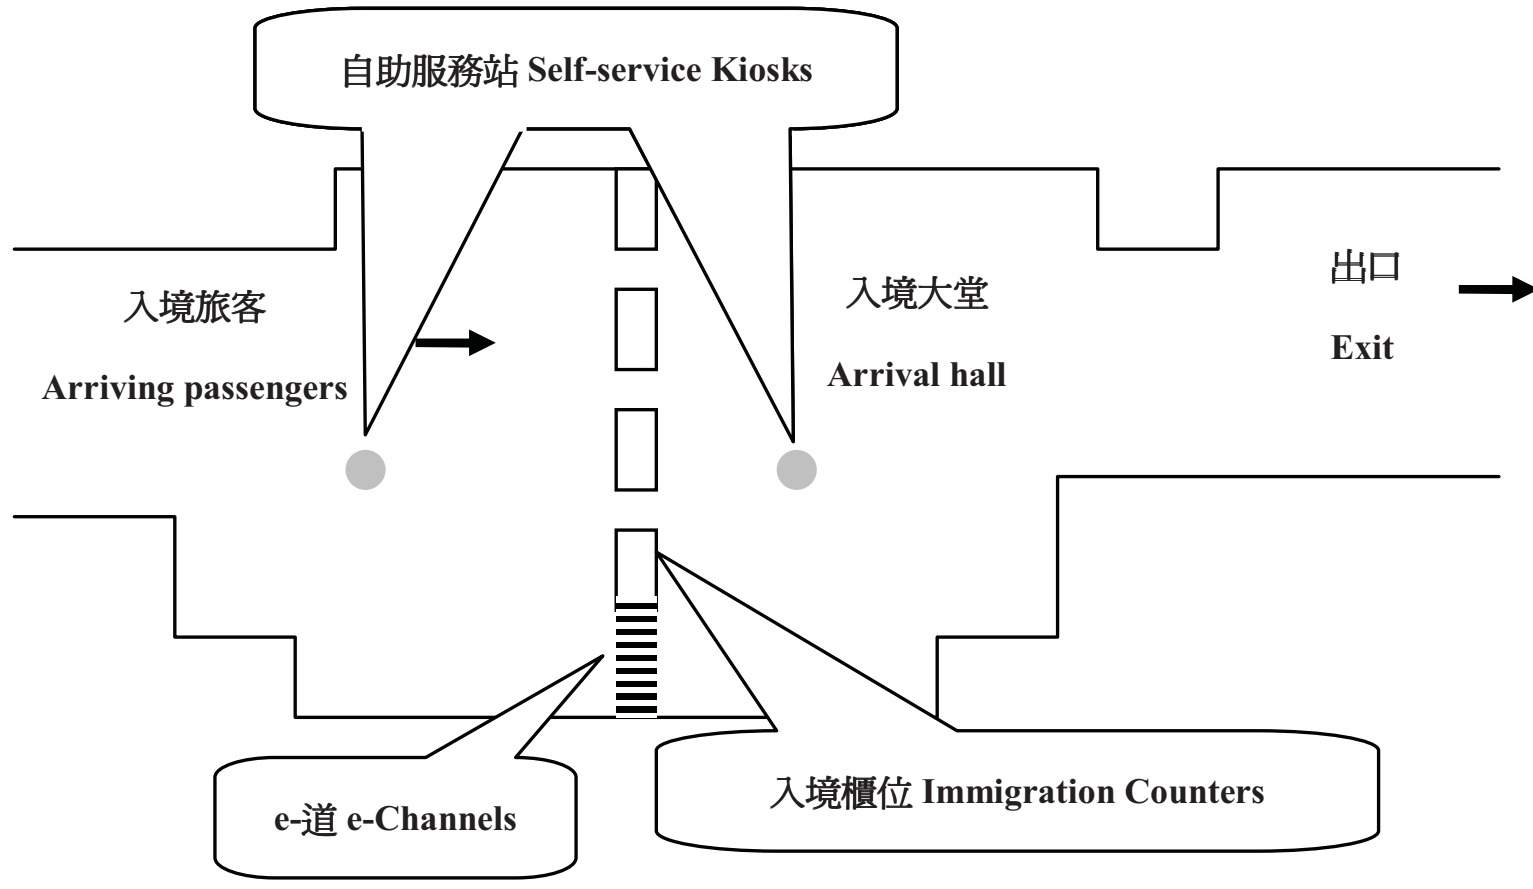 自助服務站 Self-service Kiosks
入境旅客
Arriving passengers
入境大堂
Arrival hall
出口
Exit
e-道 e-Channels
入境櫃位 Immigration Counters